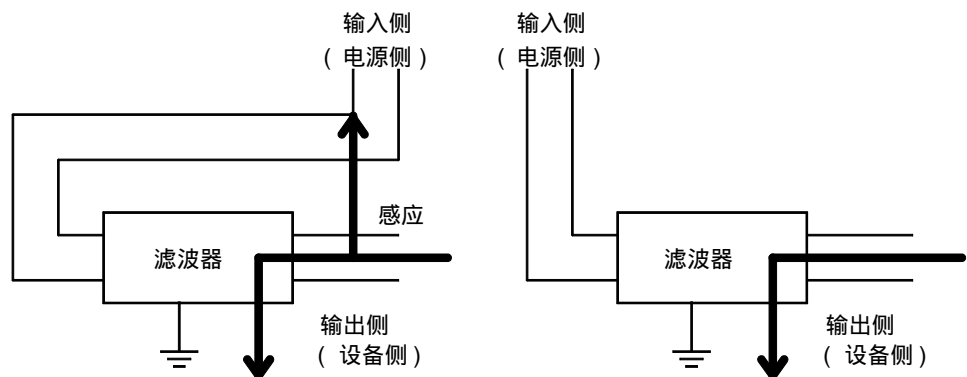 输入侧
（电源侧）
感应
滤波器
输出侧
（设备侧）
输入侧
（电源侧）
滤波器
输出侧
（设备侧）